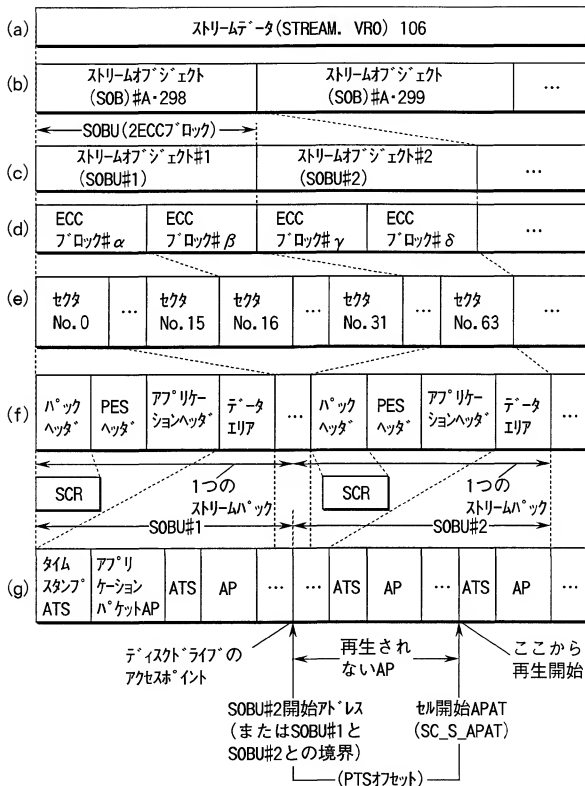 (a) ストリームデータ(STREAM. VRO) 106
(b) ストリームオブジェクト ストリームオブジェクト
(SOB)#A・298 (SOB)#A・299 …
SOBU(2ECCブロック)
(c) ストリームオブジェクト#1 ストリームオブジェクト#2
(SOBU#1) (SOBU#2) …
(d) ECC ECC ECC ECC
ブロック#α ブロック#β ブロック#γ ブロック#δ …
(e) セクタ … セクタ セクタ … セクタ … セクタ …
No.0 No.15 No.16 No.31 No.63
(f) パック PES アプリケー データ … パック PES アプリケー データ …
ヘッダ ヘッダ ションヘッダ エリア ヘッダ ヘッダ ションヘッダ エリア
SCR 1つの SCR 1つの
ストリームパック ストリームパック
SOBU#1 SOBU#2
(g) タイム アプリ ATS AP … … ATS AP … ATS AP …
スタンプ ケーション
ATS パケットAP
ディスクドライブの 再生され ここから
アクセスポイント ないAP 再生開始
SOBU#2開始アドレス セル開始APAT
(またはSOBU#1と (SC_S_APAT)
SOBU#2との境界)
(PTSオフセット)